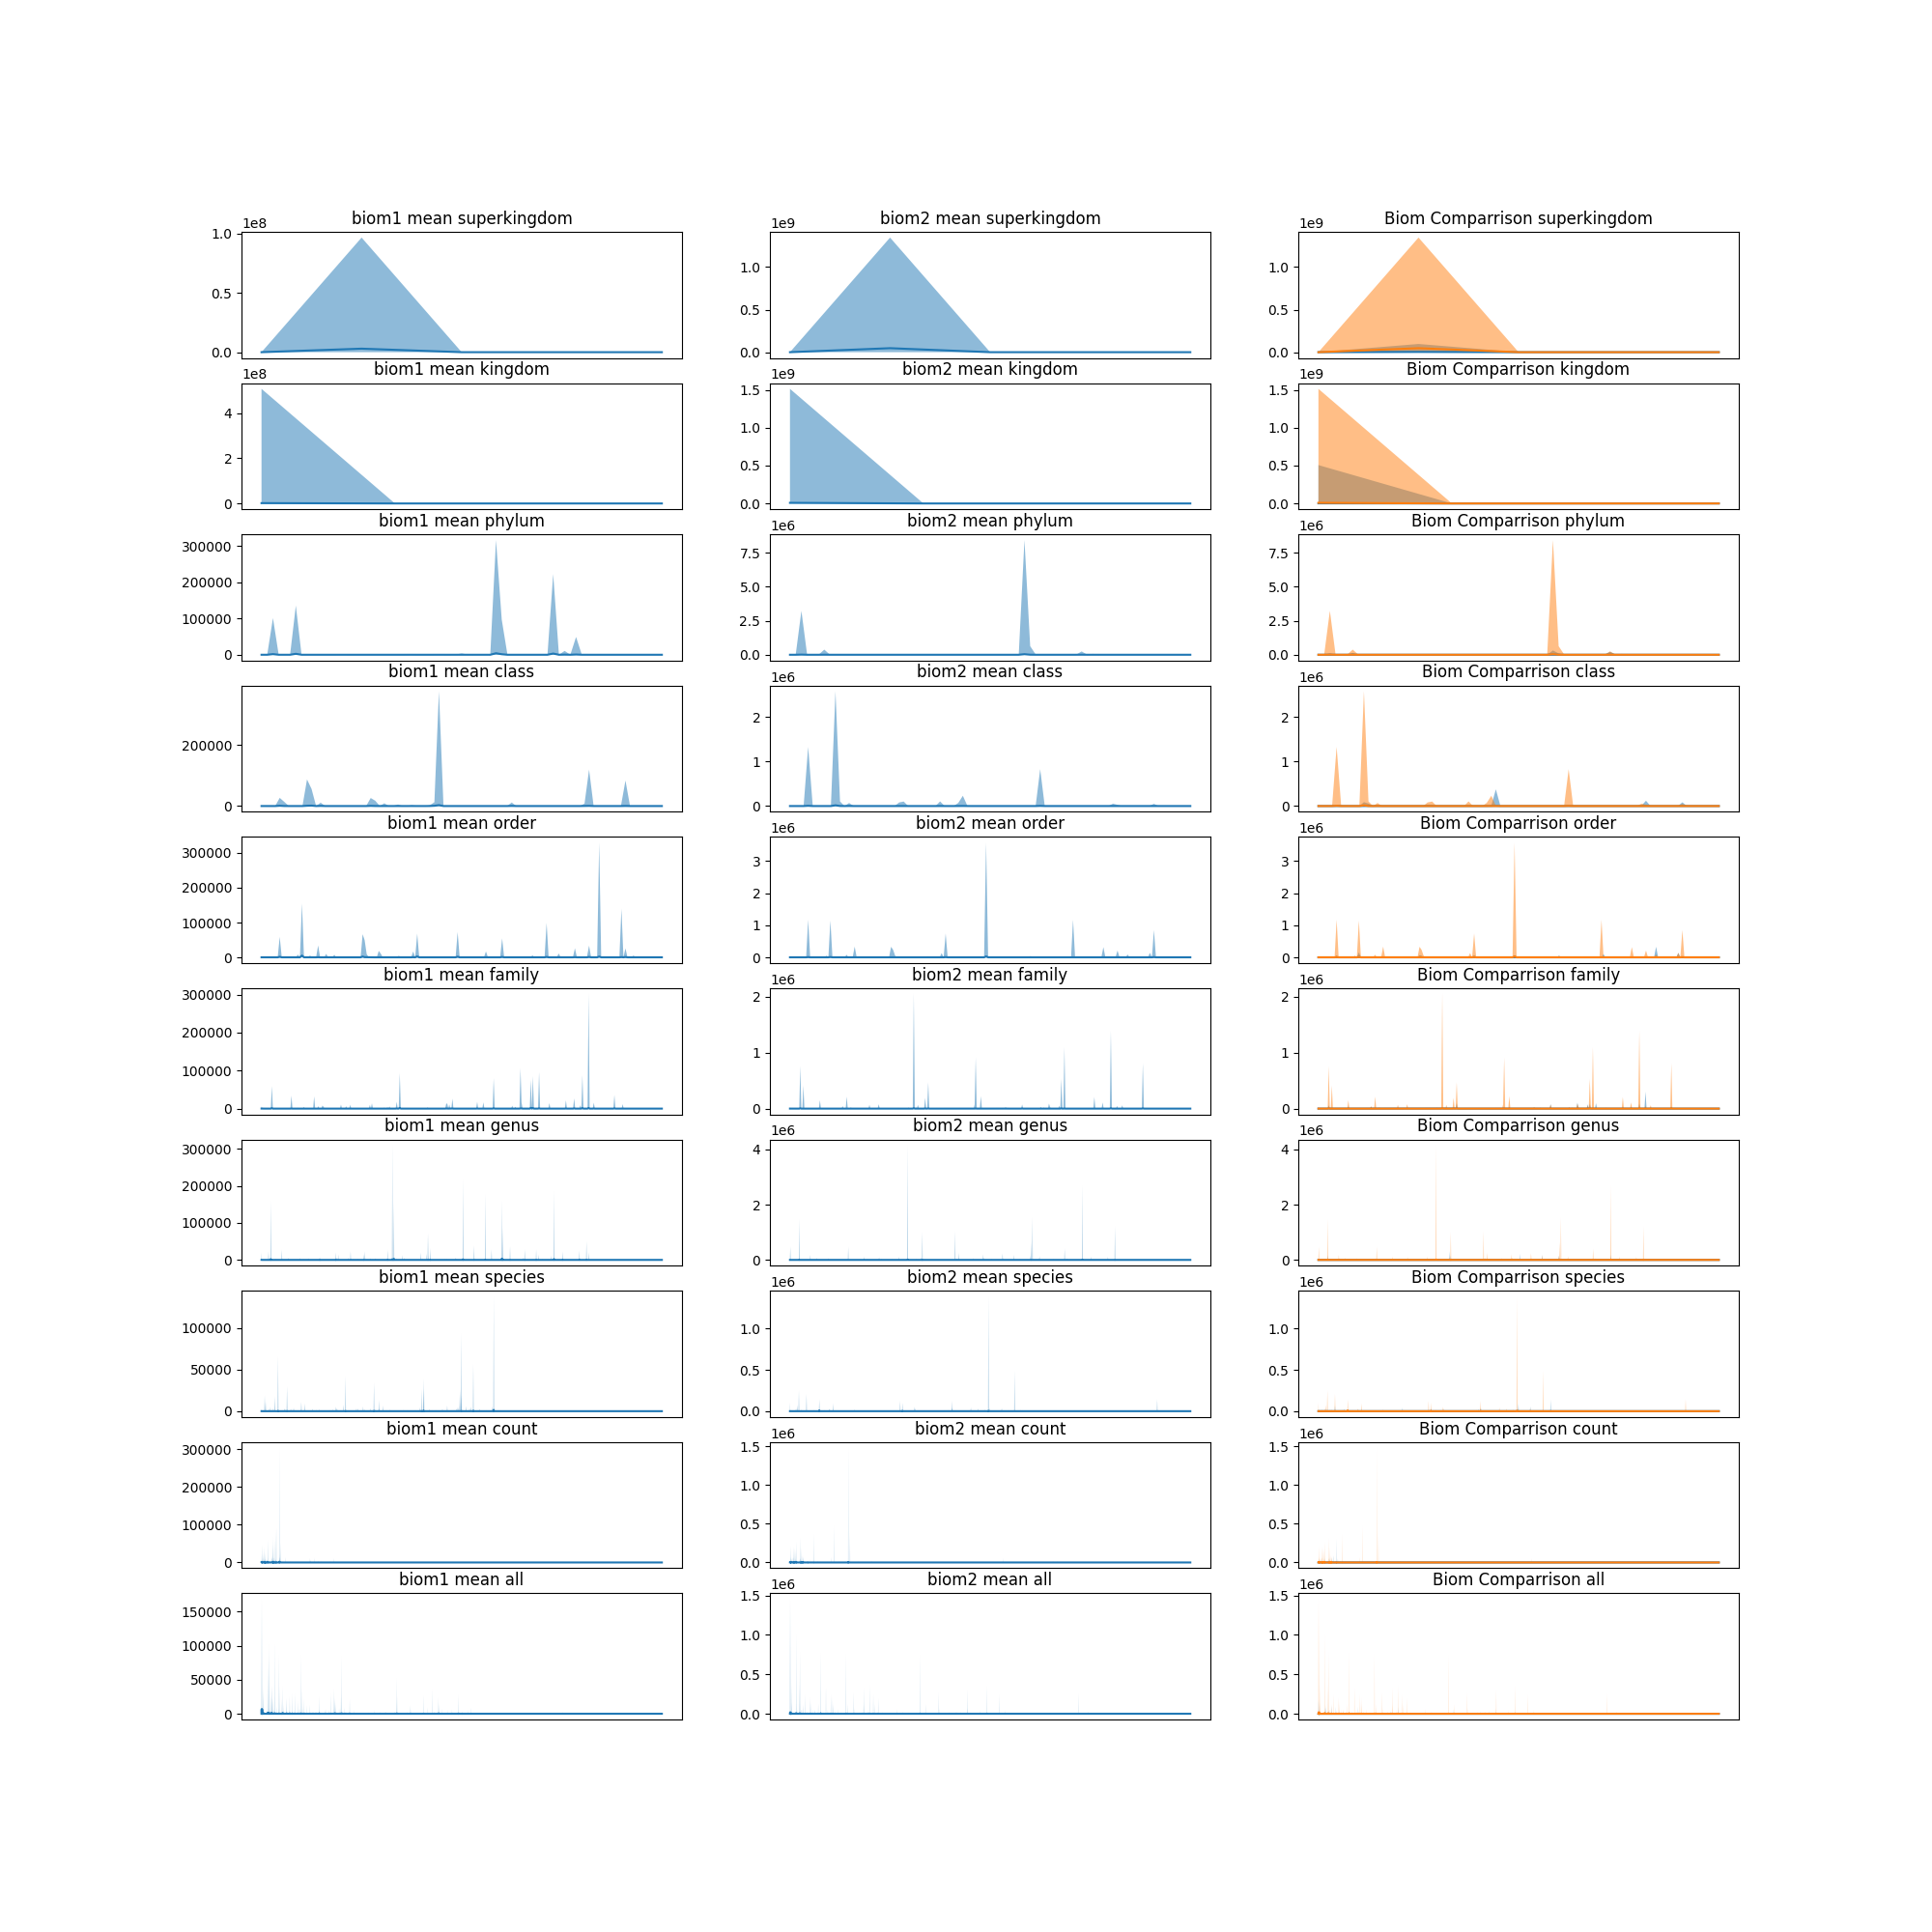 biom1 mean superkingdom
1e8
1.0
0.5
0.0
biom2 mean superkingdom
1e9
1.0
0.5
0.0
Biom Comparrison superkingdom
1e9
1.0
0.5
0.0
biom1 mean kingdom
1e8
4
2
0
biom2 mean kingdom
1e9
1.5
1.0
0.5
0.0
Biom Comparrison kingdom
1e9
1.5
1.0
0.5
0.0
biom1 mean phylum
300000
200000
100000
0
biom2 mean phylum
1e6
7.5
5.0
2.5
0.0
Biom Comparrison phylum
1e6
7.5
5.0
2.5
0.0
biom1 mean class
200000
0
biom2 mean class
1e6
2
1
0
Biom Comparrison class
1e6
2
1
0
biom1 mean order
300000
200000
100000
0
biom2 mean order
1e6
3
2
1
0
Biom Comparrison order
1e6
3
2
1
0
biom1 mean family
300000
200000
100000
0
biom2 mean family
1e6
2
1
0
Biom Comparrison family
1e6
2
1
0
biom1 mean genus
300000
200000
100000
0
biom2 mean genus
1e6
4
2
0
Biom Comparrison genus
1e6
4
2
0
biom1 mean species
100000
50000
0
biom2 mean species
1e6
1.0
0.5
0.0
Biom Comparrison species
1e6
1.0
0.5
0.0
biom1 mean count
300000
200000
100000
0
biom2 mean count
1e6
1.5
1.0
0.5
0.0
Biom Comparrison count
1e6
1.5
1.0
0.5
0.0
biom1 mean all
150000
100000
50000
0
biom2 mean all
1e6
1.5
1.0
0.5
0.0
Biom Comparrison all
1e6
1.5
1.0
0.5
0.0